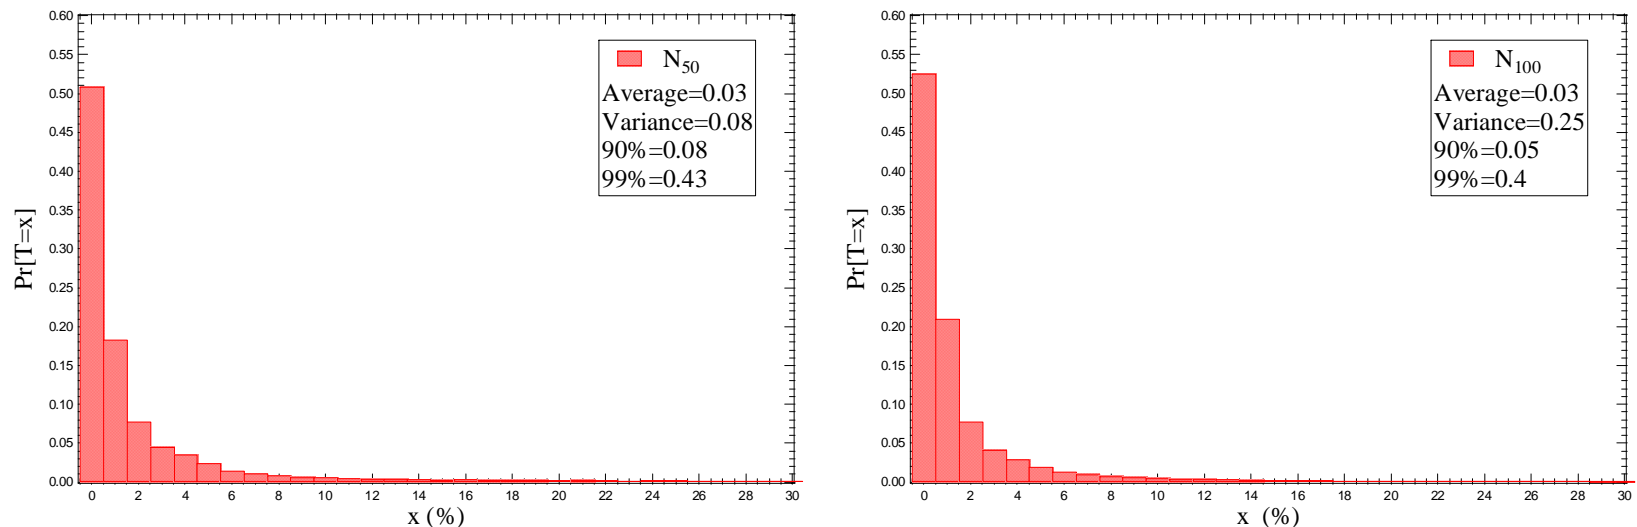 0.60
0.55
0.50
0.45
0.40
0.35
0.30
0.25
0.20
0.15
0.10
0.05
0.00
Pr[T=x]
N50
Average=0.03
Variance=0.08
90%=0.08
99%=0.43
0 2 4 6 8 10 12 14 16 18 20 22 24 26 28 30
x (%)
0.60
0.55
0.50
0.45
0.40
0.35
0.30
0.25
0.20
0.15
0.10
0.05
0.00
Pr[T=x]
N100
Average=0.03
Variance=0.25
90%=0.05
99%=0.4
0 2 4 6 8 10 12 14 16 18 20 22 24 26 28 30
x (%)